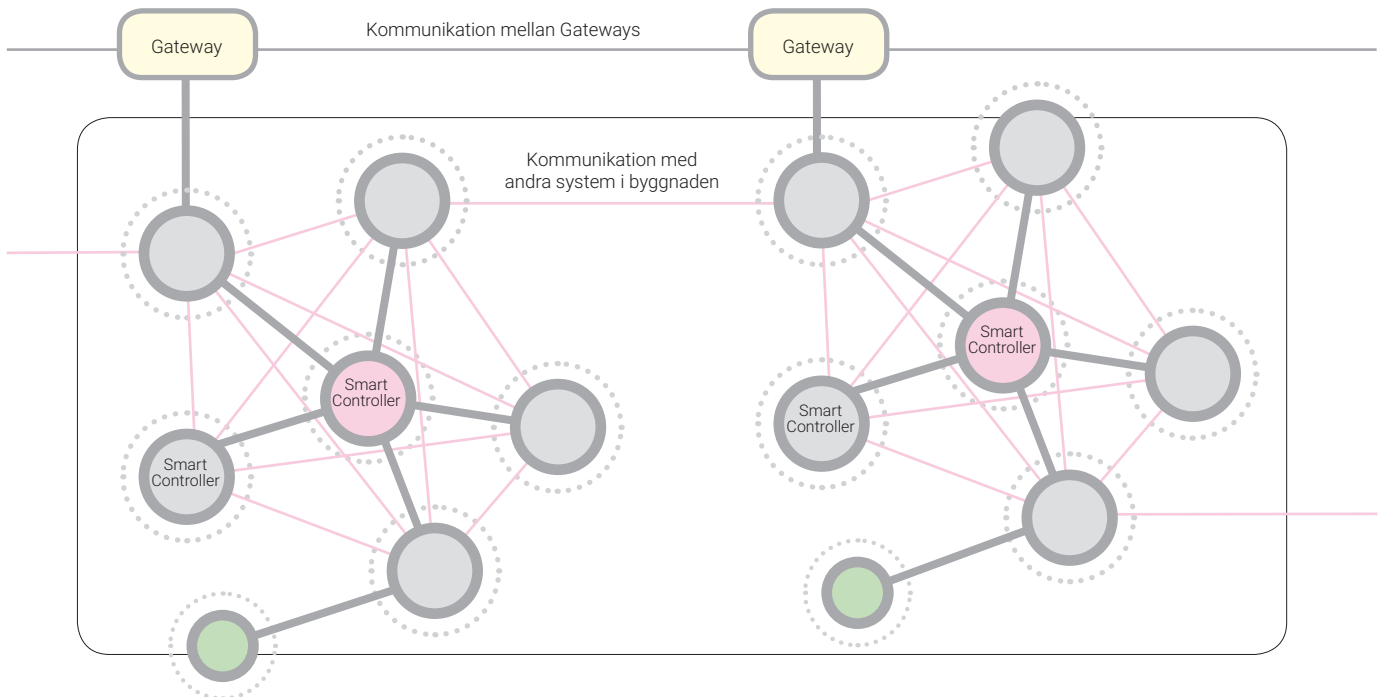 Kommunikation mellan Gateways
Gateway
Gateway
Kommunikation med
andra system i byggnaden
Smart
Controller
Smart
Controller
Smart
Controller
Smart
Controller